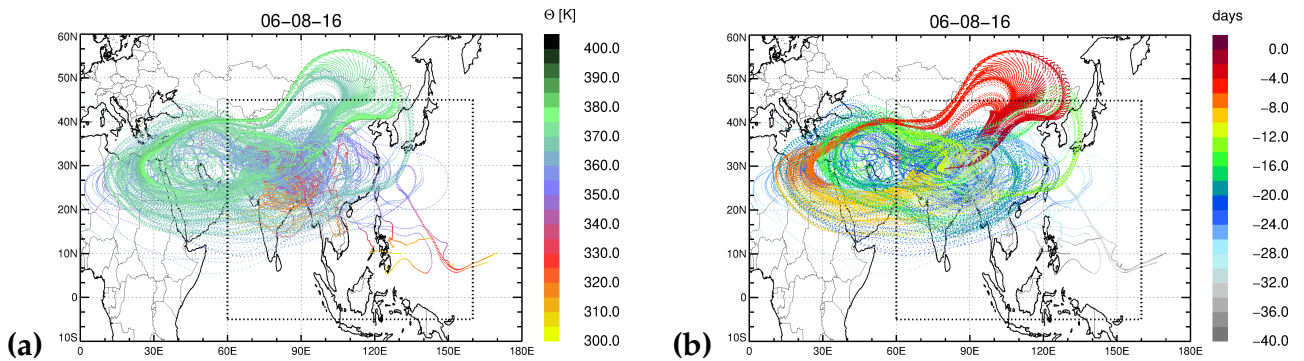 06-08-16
Θ [K]
60N
50N
40N
30N
20N
10N
0
10S
0
30E
60E
90E
120E
150E
180E
400.0
390.0
380.0
370.0
360.0
350.0
340.0
330.0
320.0
310.0
300.0
(a)
06-08-16
days
60N
50N
40N
30N
20N
10N
0
10S
0
30E
60E
90E
120E
150E
180E
0.0
−4.0
−8.0
−12.0
−16.0
−20.0
−24.0
−28.0
−32.0
−36.0
−40.0
(b)